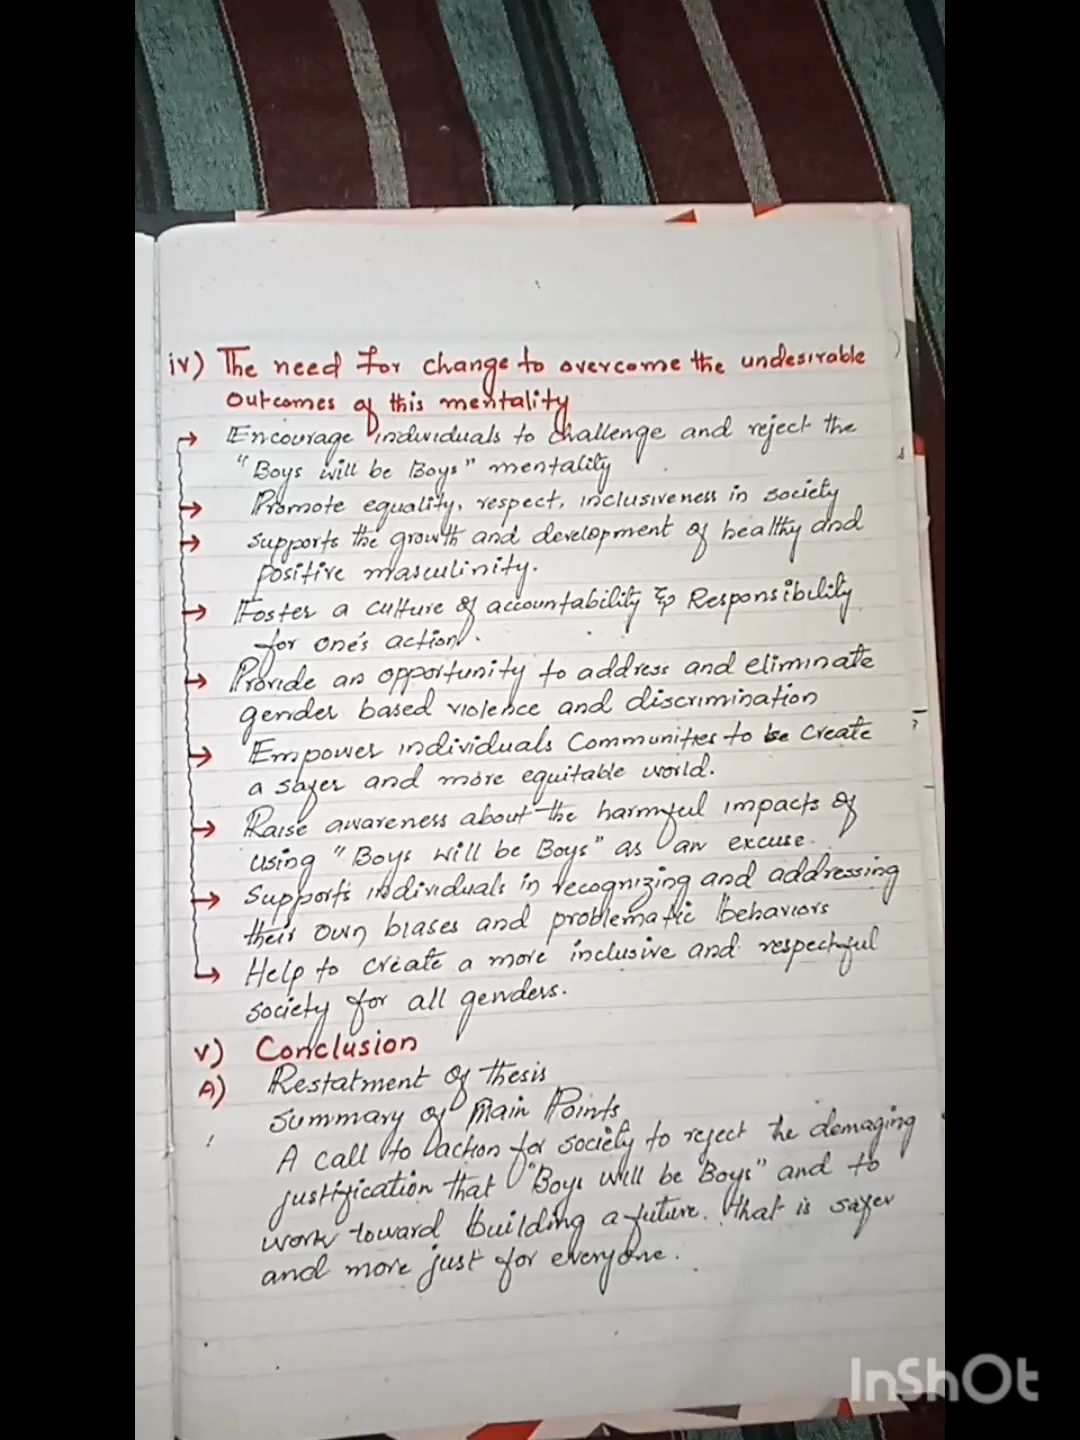 iv) The need for change to overcome the undesirable
outcomes of this mentality
→ Encourage individuals to challenge and reject the
"Boys will be Boys" mentality
→ Promote equality, respect, inclusiveness in society
→ supports the growth and development of healthy and
positive masculinity.
→ Foster a culture of accountability & Responsibility
for one's action.
→ Provide an opportunity to address and eliminate
gender based violence and discrimination
→ Empower individuals Communities to be create
a safer and more equitable world.
→ Raise awareness about the harmful impacts of
using "Boys will be Boys" as an excuse.
→ Supports individuals in recognizing and addressing
their own biases and problematic behaviors
→ Help to create a more inclusive and respectful
society for all genders.
v) Conclusion
A) Restatment of thesis
Summary of Main Points
A call to action for society to reject the demaging
justification that "Boys will be Boys" and to
work toward building a future. that is safer
and more just for everyone.
InShOt